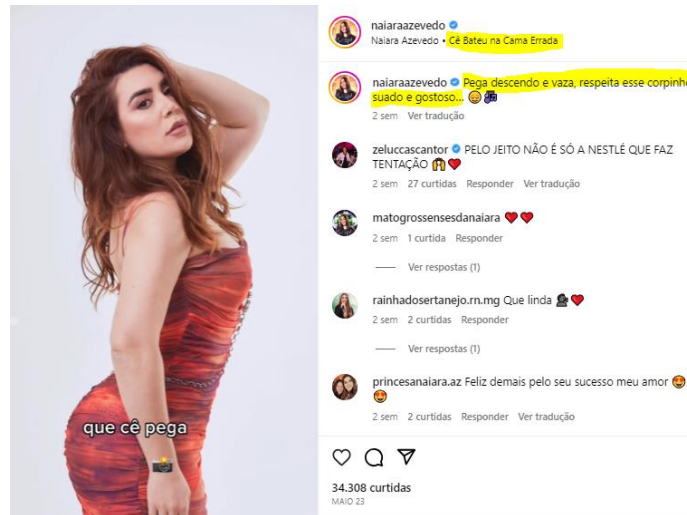 naiaraazevedo
Naiara Azevedo • Cê Bateu na Cama Errada
naiaraazevedo Pega descendo e vaza, respeita esse corpinho
suado e gostoso...
2 sem Ver tradução
zeluccascantor PELO JEITO NÃO É SÓ A NESTLÉ QUE FAZ
TENTAÇÃO
2 sem 27 curtidas Responder Ver tradução
matogrossensesdanaiara
2 sem 1 curtida Responder
Ver respostas (1)
rainhadosertanejo.rn.mg Que linda
2 sem 2 curtidas Responder
Ver respostas (1)
princesanaiara.az Feliz demais pelo seu sucesso meu amor
2 sem 2 curtidas Responder Ver tradução
34.308 curtidas
MAIO 23
que cê pega